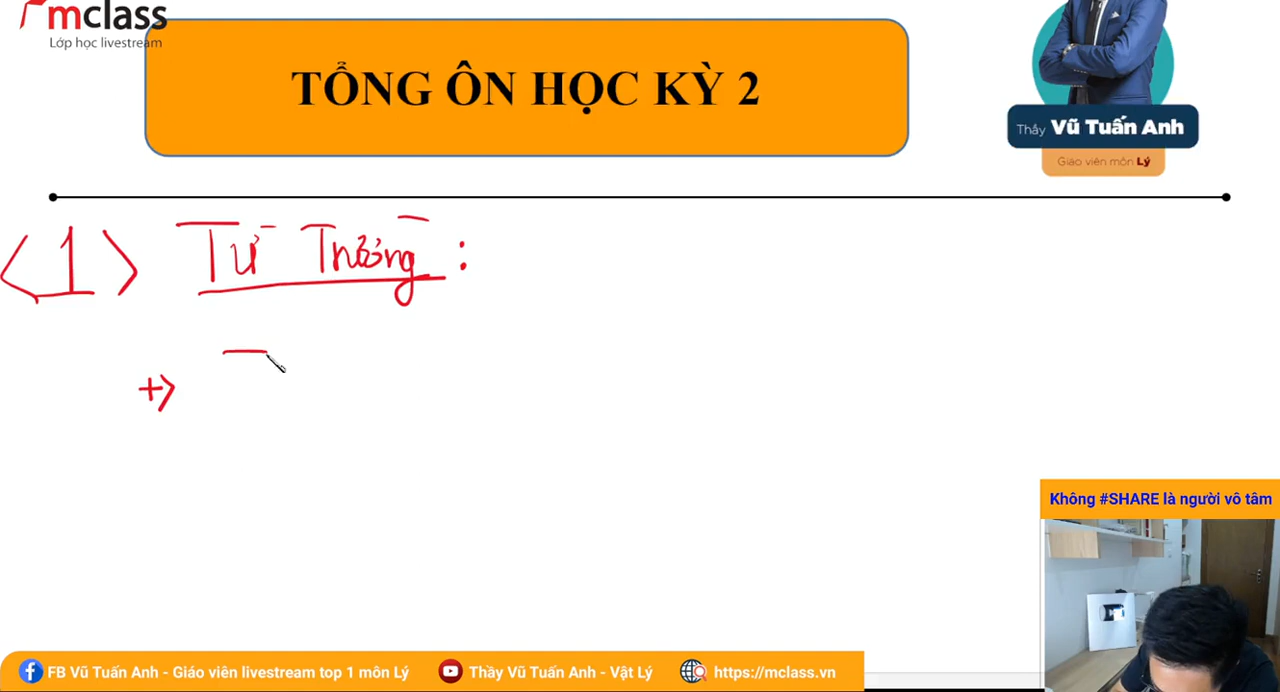 mclass
Lớp học livestream
TỔNG ÔN HỌC KỲ 2
Thầy Vũ Tuấn Anh
Giáo viên môn Lý
<1> Từ Trường :
+>
Không #SHARE là người vô tâm
FB Vũ Tuấn Anh - Giáo viên livestream top 1 môn Lý
Thầy Vũ Tuấn Anh - Vật Lý
https://mclass.vn